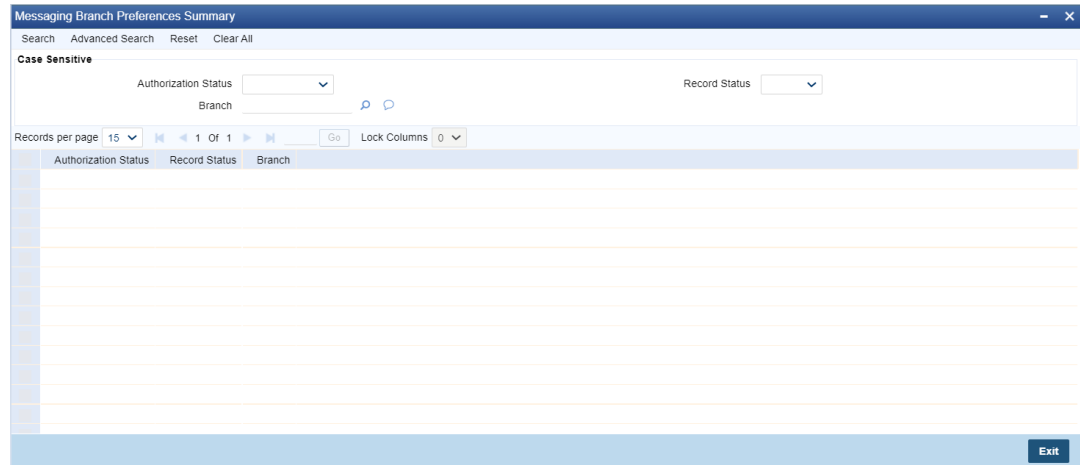 Messaging Branch Preferences Summary
Search Advanced Search Reset Clear All
Case Sensitive
Authorization Status Record Status
Branch
Records per page 15 1 Of 1 Go Lock Columns 0
Authorization Status Record Status Branch
Exit